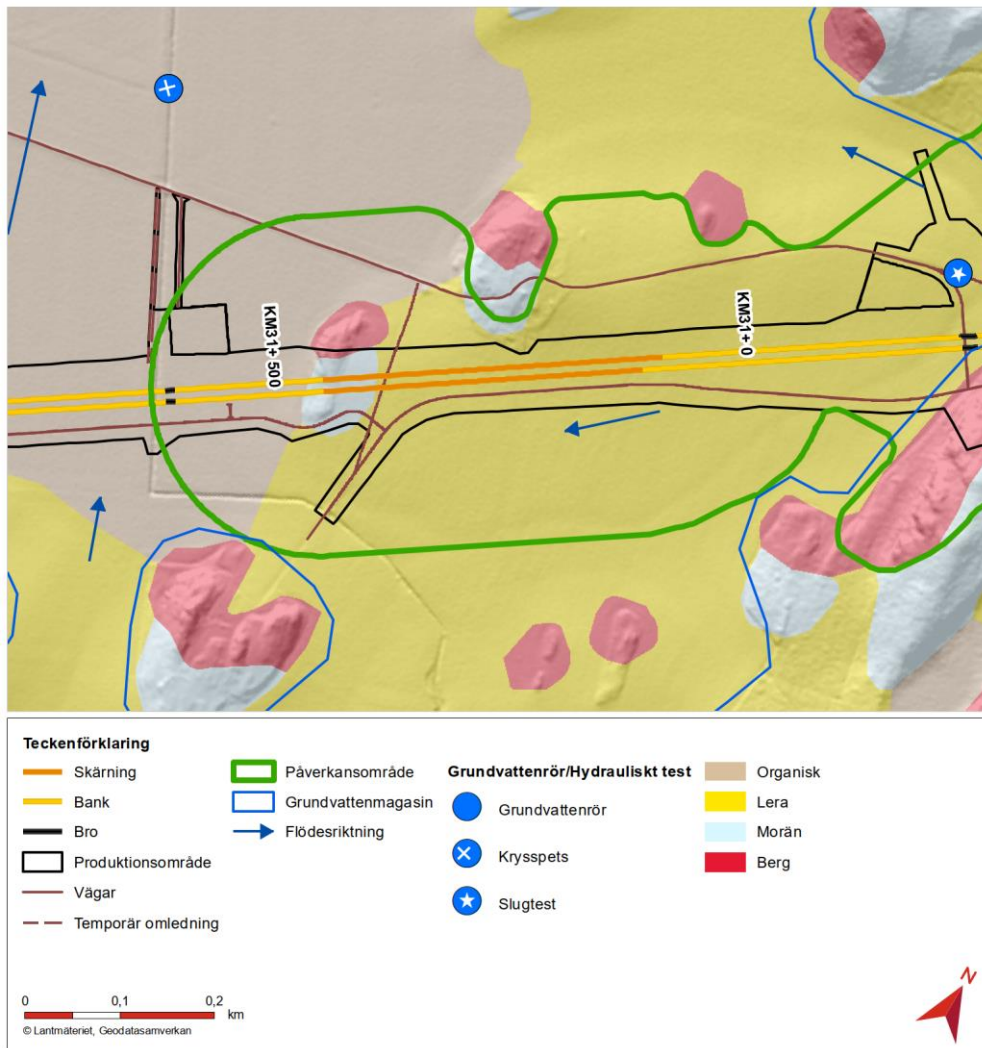 KM31+ 500
KM31+ 0
Teckenförklaring
Skärning
Bank
Bro
Produktionsområde
Vägar
Temporär omledning
Påverkansområde
Grundvattenmagasin
Flödesriktning
Grundvattenrör/Hydrauliskt test
Grundvattenrör
Krysspets
Slugtest
Organisk
Lera
Morän
Berg
0 0,1 0,2
km
© Lantmäteriet, Geodatasamverkan
N